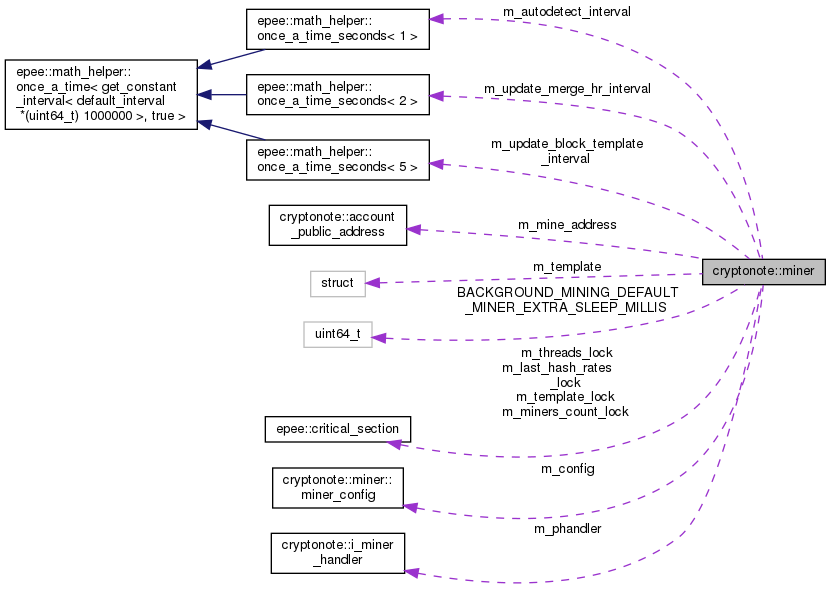 m_autodetect_interval
epee::math_helper::
once_a_time_seconds< 1 >
epee::math_helper::
once_a_time< get_constant
_interval< default_interval
*(uint64_t) 1000000 >, true >
epee::math_helper::
once_a_time_seconds< 2 >
m_update_merge_hr_interval
epee::math_helper::
once_a_time_seconds< 5 >
m_update_block_template
_interval
cryptonote::account
_public_address
m_mine_address
cryptonote::miner
struct
m_template
uint64_t
BACKGROUND_MINING_DEFAULT
_MINER_EXTRA_SLEEP_MILLIS
m_threads_lock
m_last_hash_rates
_lock
m_template_lock
m_miners_count_lock
epee::critical_section
cryptonote::miner::
miner_config
m_config
cryptonote::i_miner
_handler
m_phandler